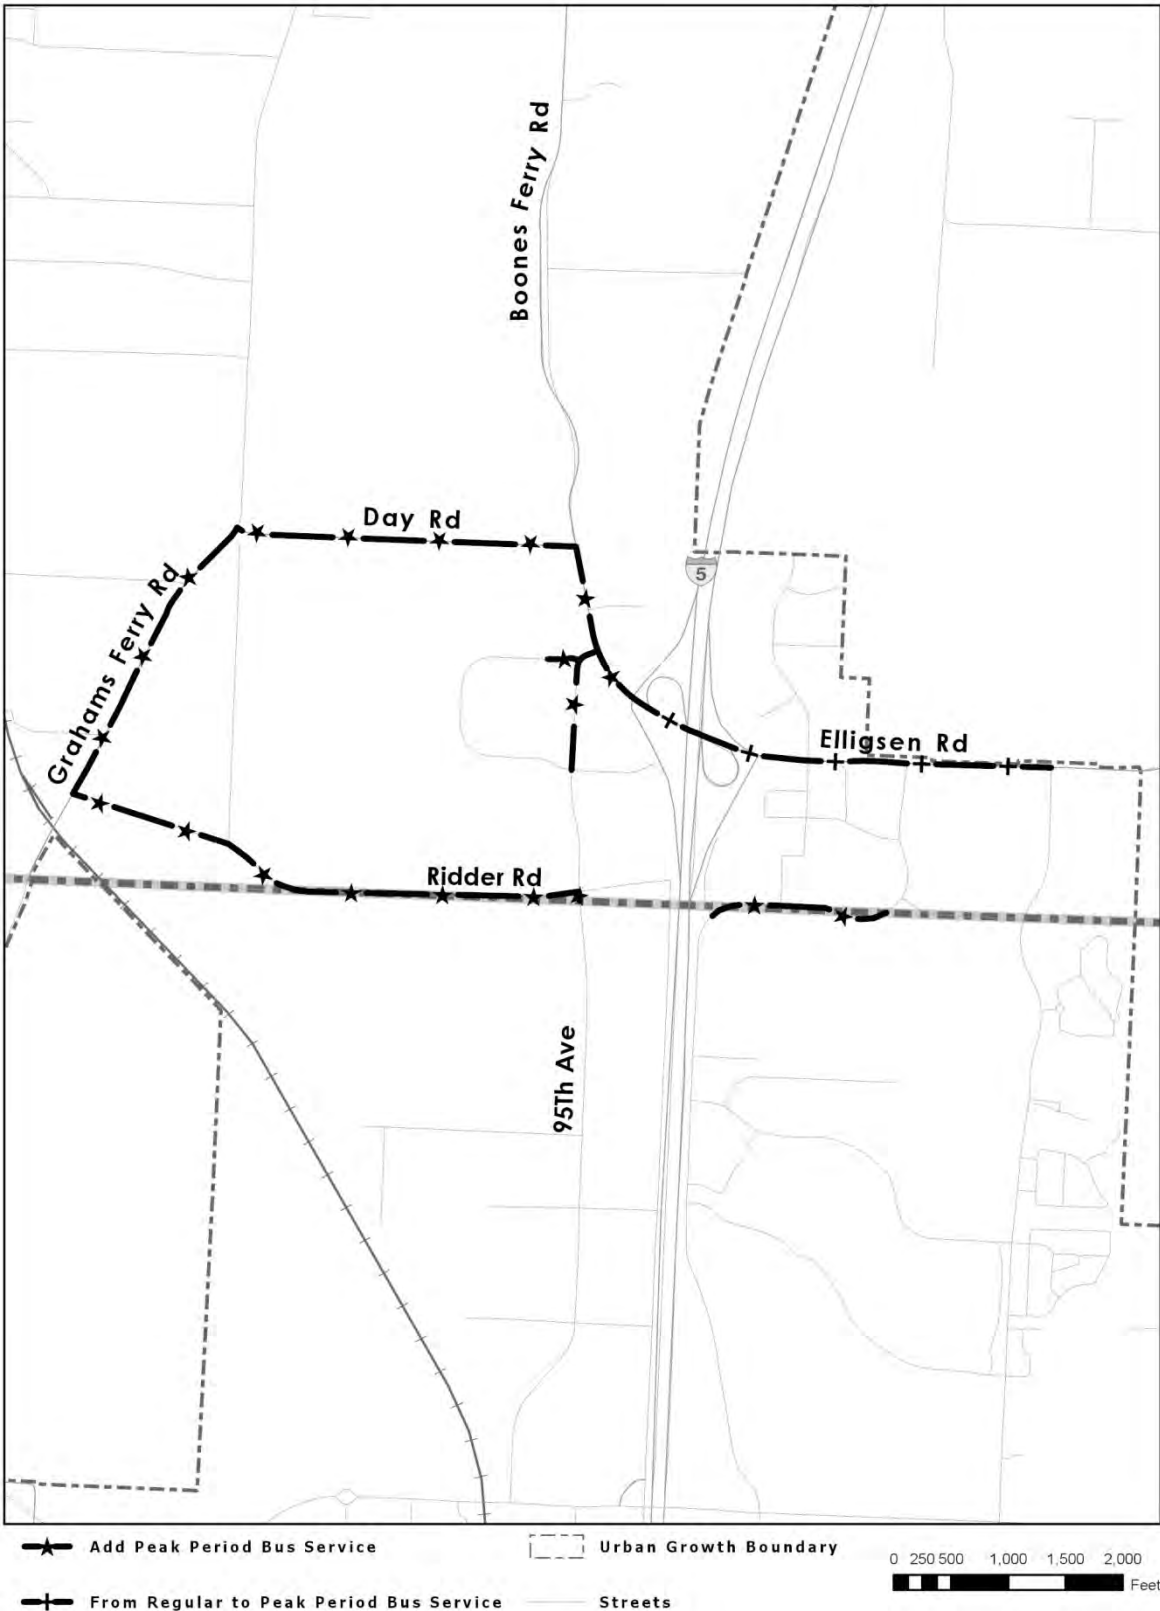 Boones Ferry Rd
Day Rd
5
Grahams Ferry Rd
Elligsen Rd
Ridder Rd
95Th Ave
Add Peak Period Bus Service
Urban Growth Boundary
0 250 500 1,000 1,500 2,000
Feet
From Regular to Peak Period Bus Service
Streets